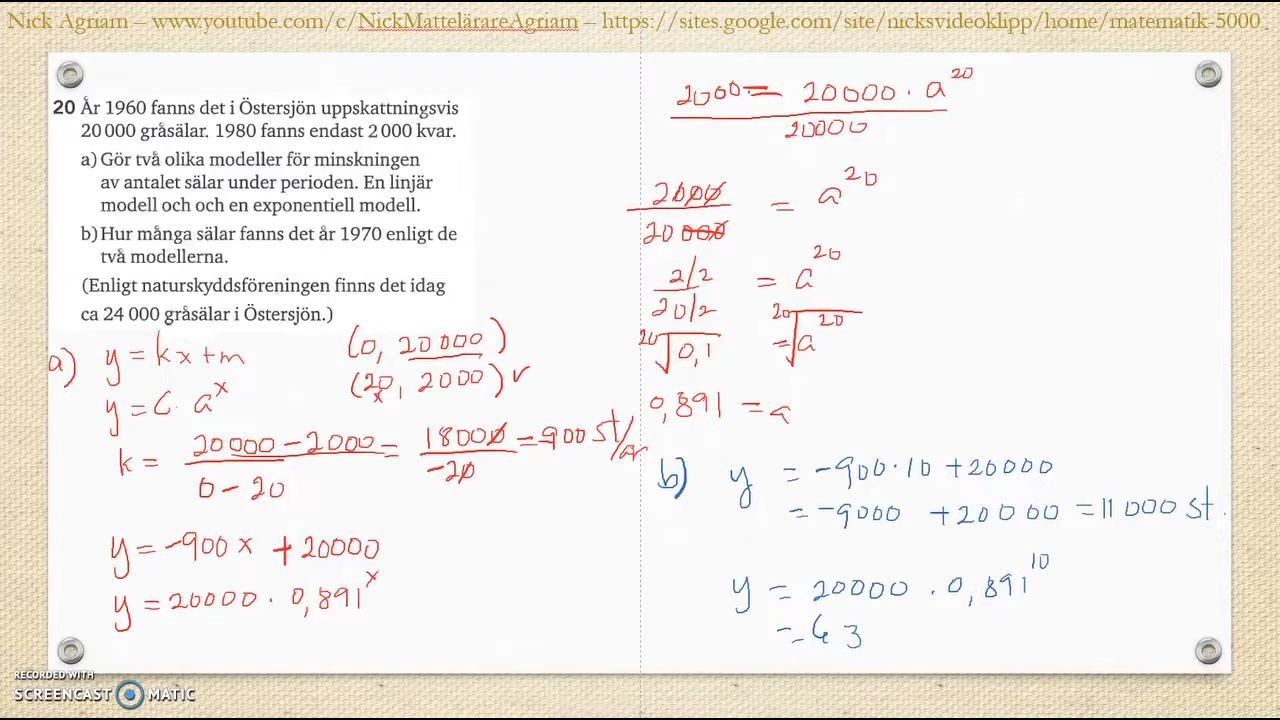 Nick Agriam – www.youtube.com/c/NickMattelärareAgriam – https://sites.google.com/site/nicksvideoklipp/home/matematik-5000
20 År 1960 fanns det i Östersjön uppskattningsvis
20 000 gråsälar. 1980 fanns endast 2 000 kvar.
a) Gör två olika modeller för minskningen
av antalet sälar under perioden. En linjär
modell och och en exponentiell modell.
b) Hur många sälar fanns det år 1970 enligt de
två modellerna.
(Enligt naturskyddsföreningen finns det idag
ca 24 000 gråsälar i Östersjön.)
a) y = kx + m
(0, 20000)
y = C · a^x
(20, 2000) v
x
k = (20000 – 2000)/(0 – 20) = 18000/–20 = –900 st/år
y = –900x + 20000
y = 20000 · 0,891^x
2000 = 20000 · a^20
20000
2000/20000 = a^20
2/2 / 20/2 = a^20
20√0,1 = 20√a^20
0,891 = a
b) y = –900·10 + 20000
= –9000 + 20000 = 11000 st.
y = 20000 · 0,891^10
= 63
RECORDED WITH
SCREENCAST MATIC